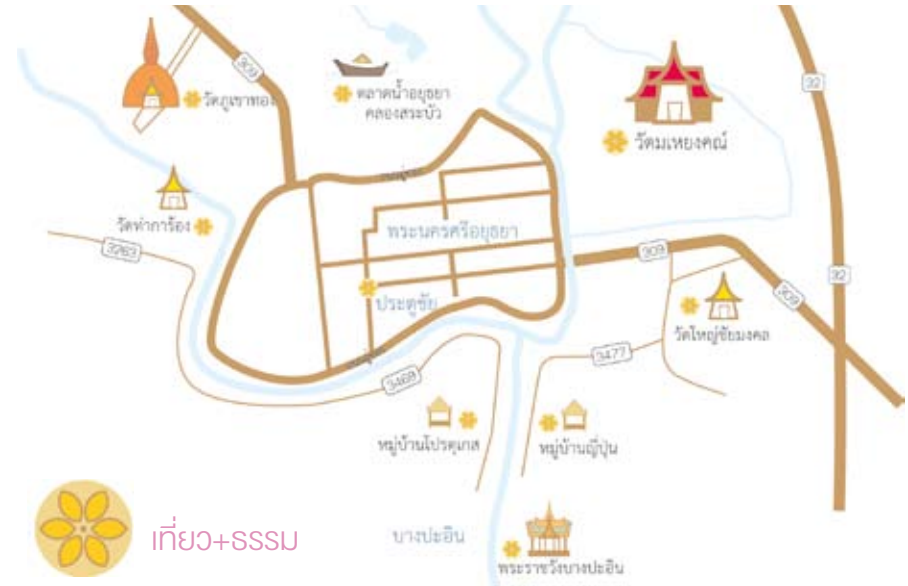 309
32
วัดภูเขาทอง
ตลาดน้ำอยุธยา
คลองสระบัว
วัดมเหยงคณ์
วัดท่าการ้อง
3263
พระนครศรีอยุธยา
309
32
ประตูชัย
309
วัดใหญ่ชัยมงคล
3477
3469
หมู่บ้านโปรตุเกส
หมู่บ้านญี่ปุ่น
เที่ยว+ธรรม
บางปะอิน
พระราชวังบางปะอิน